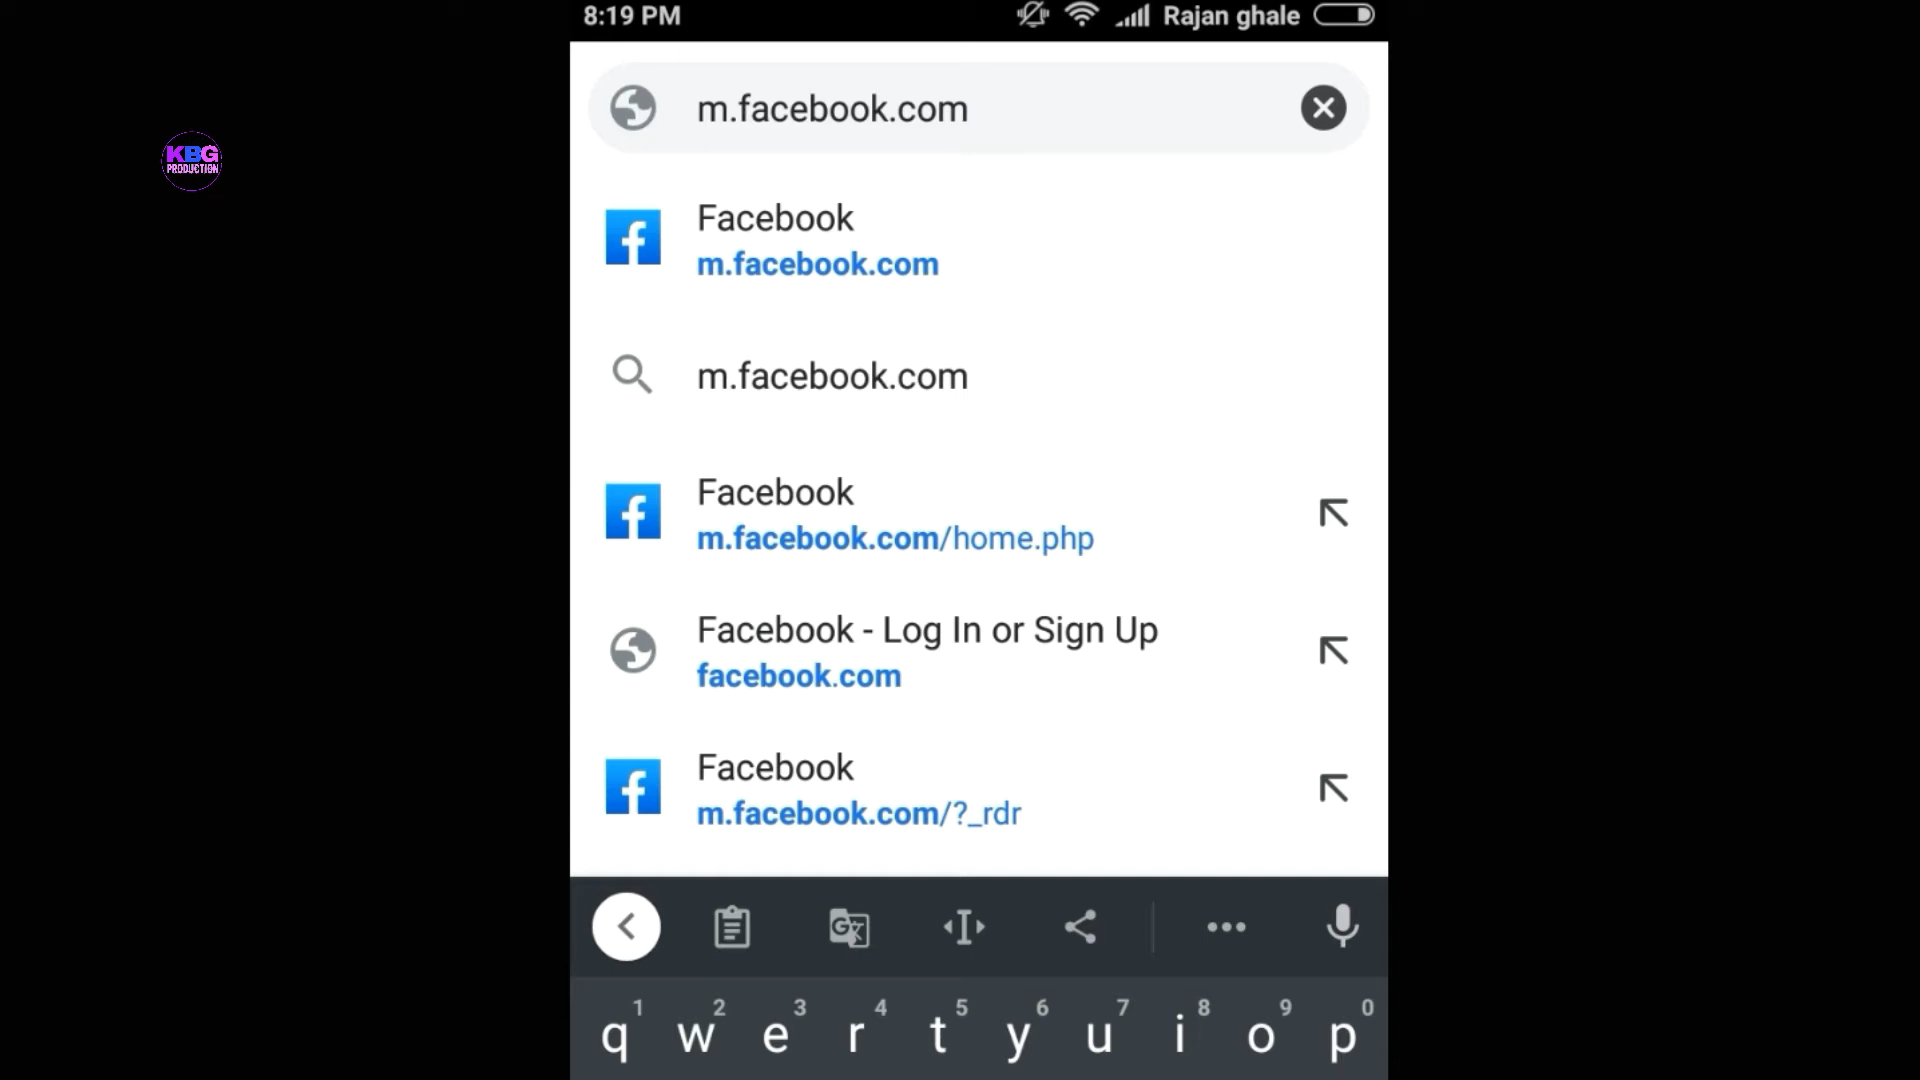 8:19 PM
Rajan ghale
m.facebook.com
KBG
PRODUCTION
Facebook
m.facebook.com
m.facebook.com
Facebook
m.facebook.com/home.php
Facebook - Log In or Sign Up
facebook.com
Facebook
m.facebook.com/?_rdr
1 2 3 4 5 6 7 8 9 0
q w e r t y u i o p